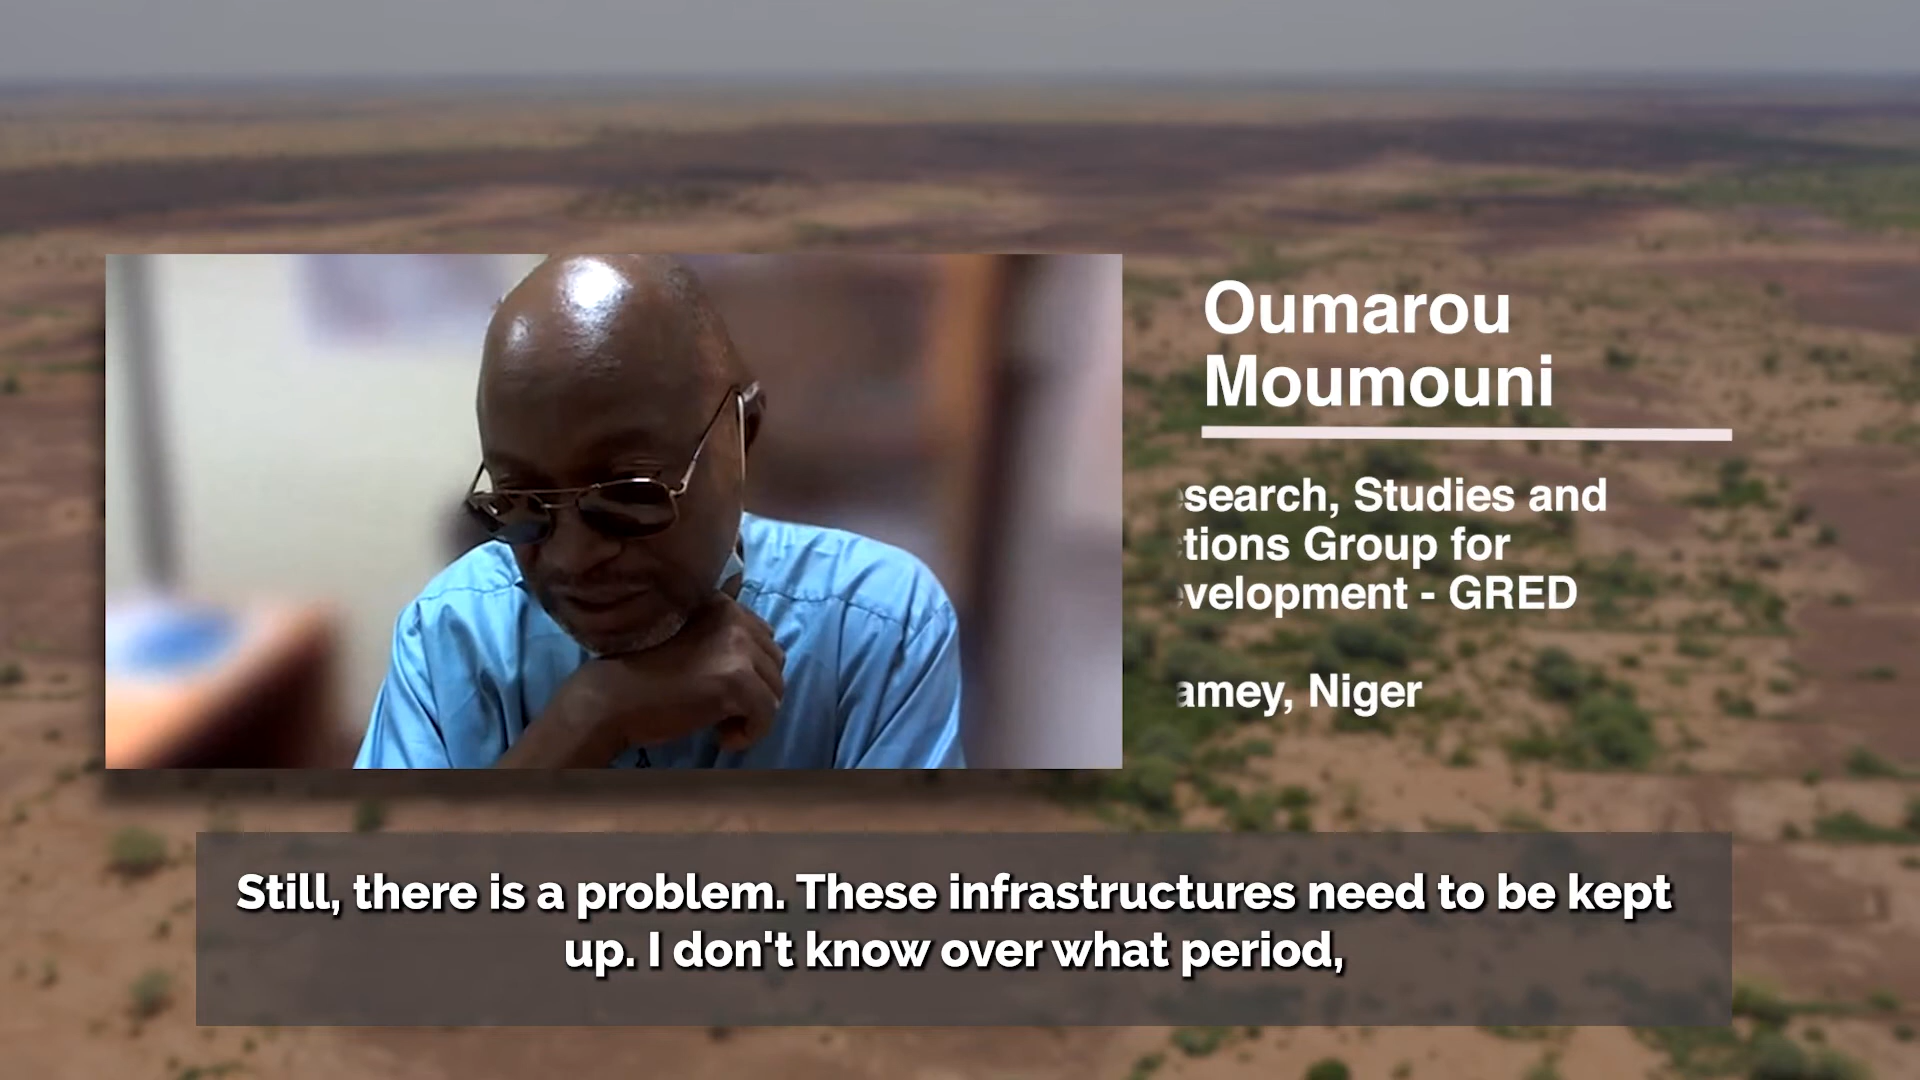 Oumarou
Moumouni
search, Studies and
tions Group for
velopment - GRED
amey, Niger
Still, there is a problem. These infrastructures need to be kept
up. I don't know over what period,